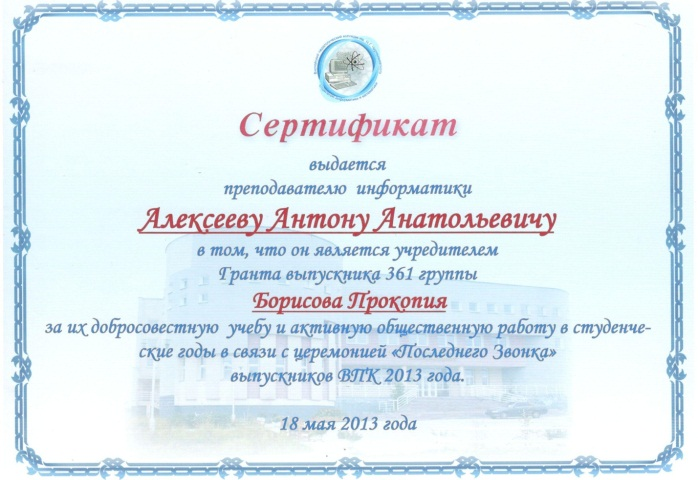 Сертификат
выдается
преподавателю информатики
Алексееву Антону Анатольевичу
в том, что он является учредителем
Гранта выпускника 361 группы
Борисова Прокопия
за их добросовестную учебу и активную общественную работу в студенче-
ские годы в связи с церемонией «Последнего Звонка»
выпускников ВПК 2013 года.
18 мая 2013 года